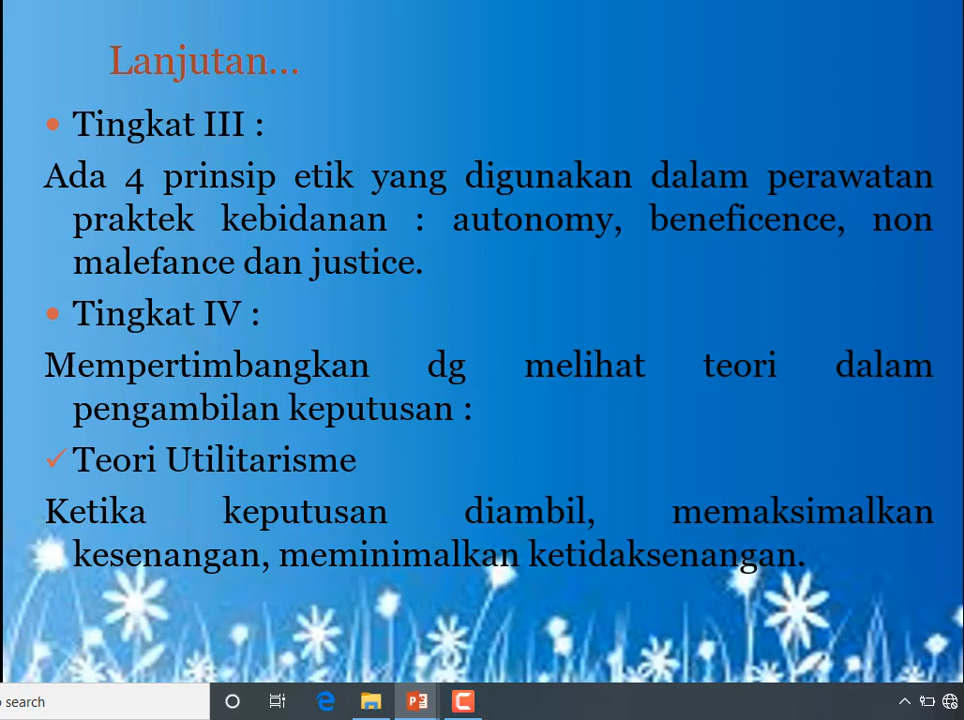 Lanjutan...
Tingkat III :
Ada 4 prinsip etik yang digunakan dalam perawatan
praktek kebidanan : autonomy, beneficence, non
malefance dan justice.
Tingkat IV :
Mempertimbangkan dg melihat teori dalam
pengambilan keputusan :
Teori Utilitarisme
Ketika keputusan diambil, memaksimalkan
kesenangan, meminimalkan ketidaksenangan.
search